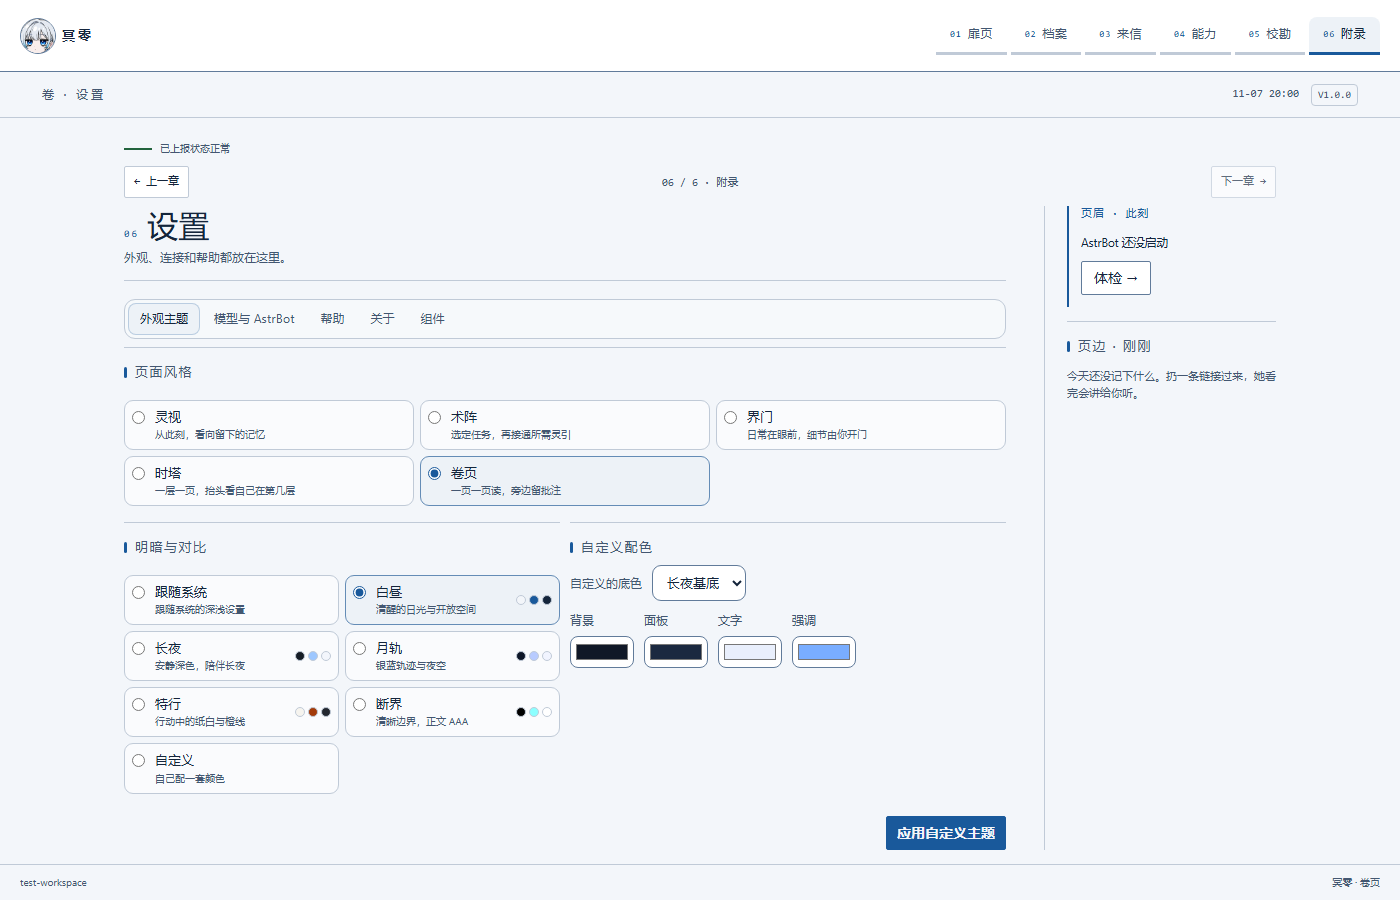 冥零
01 扉页
02 档案
03 来信
04 能力
05 校勘
06 附录
卷 · 设置
11-07 20:00
V1.0.0
已上报状态正常
← 上一章
06 / 6 · 附录
下一章 →
06 设置
外观、连接和帮助都放在这里。
外观主题
模型与 AstrBot
帮助
关于
组件
页面风格
灵视
从此刻，看向留下的记忆
术阵
选定任务，再接通所需灵引
界门
日常在眼前，细节由你开门
时塔
一层一页，抬头看自己在第几层
卷页
一页一页读，旁边留批注
明暗与对比
跟随系统
跟随系统的深浅设置
白昼
清醒的日光与开放空间
长夜
安静深色，陪伴长夜
月轨
银蓝轨迹与夜空
特行
行动中的纸白与橙线
断界
清晰边界，正文 AAA
自定义
自己配一套颜色
自定义配色
自定义的底色
长夜基底
背景
面板
文字
强调
应用自定义主题
页眉 · 此刻
AstrBot 还没启动
体检 →
页边 · 刚刚
今天还没记下什么。扔一条链接过来，她看
完会讲给你听。
test-workspace
冥零 · 卷页